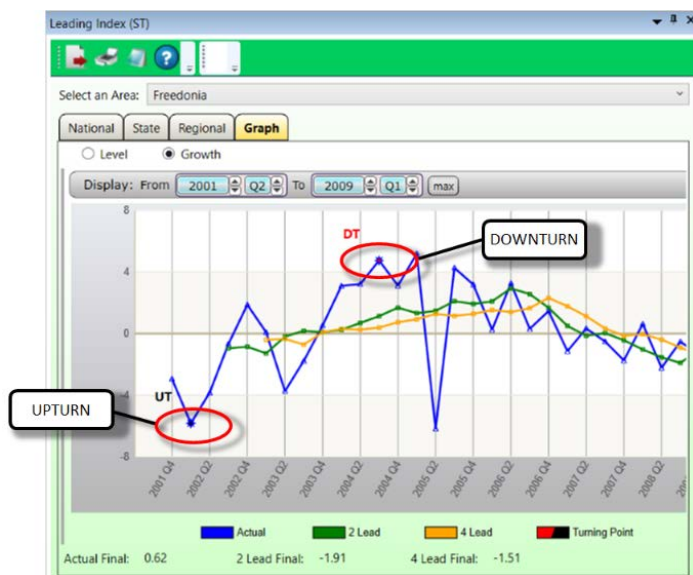 Leading Index (ST)
Select an Area: Freedonia
National State Regional Graph
Level Growth
Display: From 2001 Q2 To 2009 Q1 max
8
DT
DOWNTURN
4
0
-4
UT
UPTURN
-8
2001 Q4 2002 Q2 2002 Q4 2003 Q2 2003 Q4 2004 Q2 2004 Q4 2005 Q2 2005 Q4 2006 Q2 2006 Q4 2007 Q2 2007 Q4 2008 Q2
Actual 2 Lead 4 Lead Turning Point
Actual Final: 0.62 2 Lead Final: -1.91 4 Lead Final: -1.51